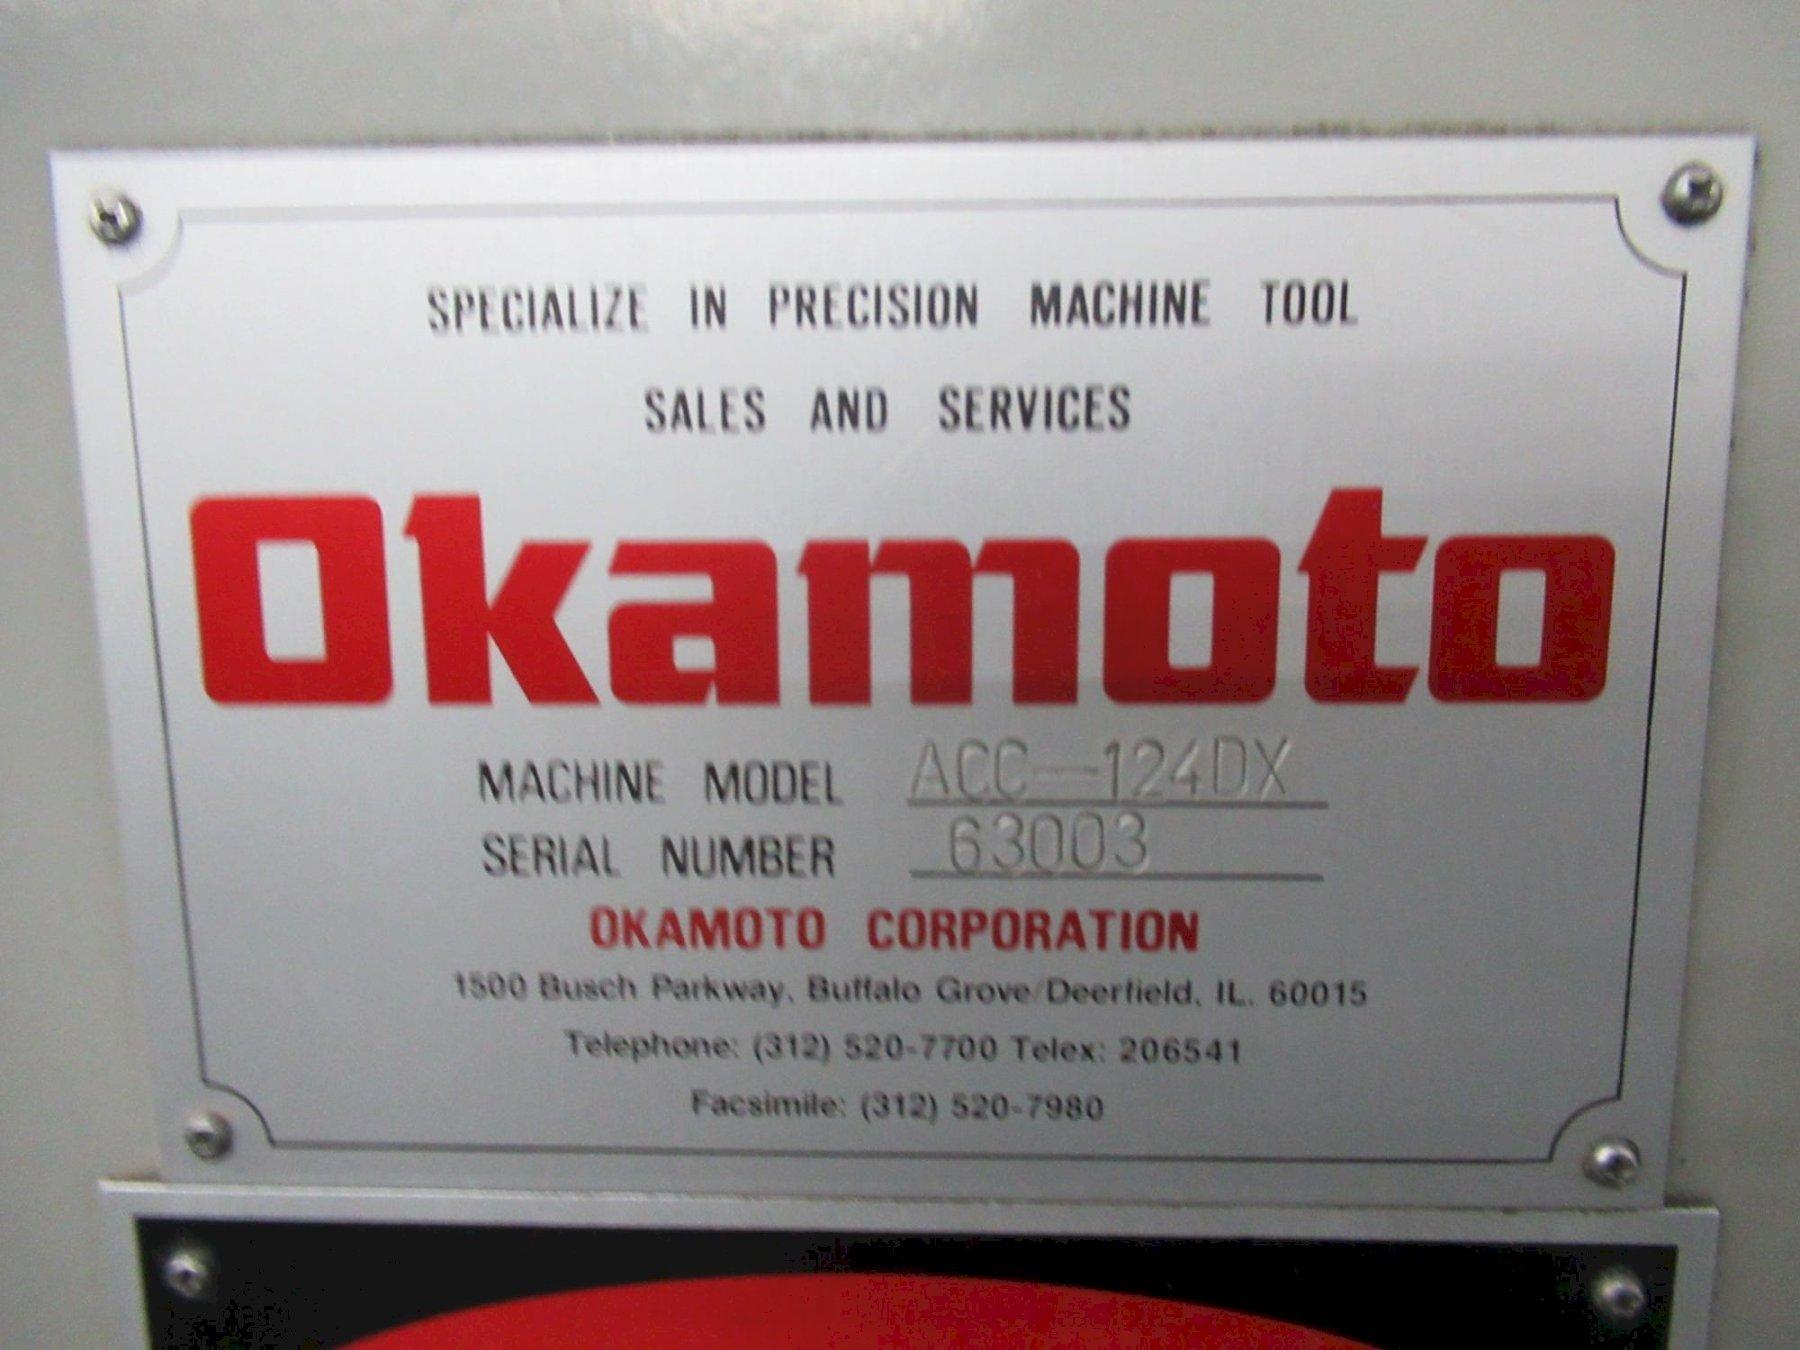 SPECIALIZE IN PRECISION MACHINE TOOL
SALES AND SERVICES
Okamoto
MACHINE MODEL ACC-124DX
SERIAL NUMBER 63003
OKAMOTO CORPORATION
1500 Busch Parkway, Buffalo Grove/Deerfield, IL. 60015
Telephone: (312) 520-7700 Telex: 206541
Facsimile: (312) 520-7980